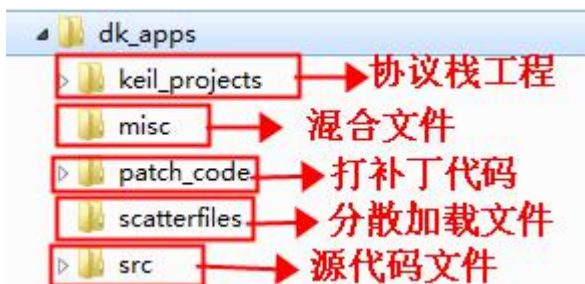 dk_apps
keil_projects 协议栈工程
misc 混合文件
patch_code 打补丁代码
scatterfiles 分散加载文件
src 源代码文件